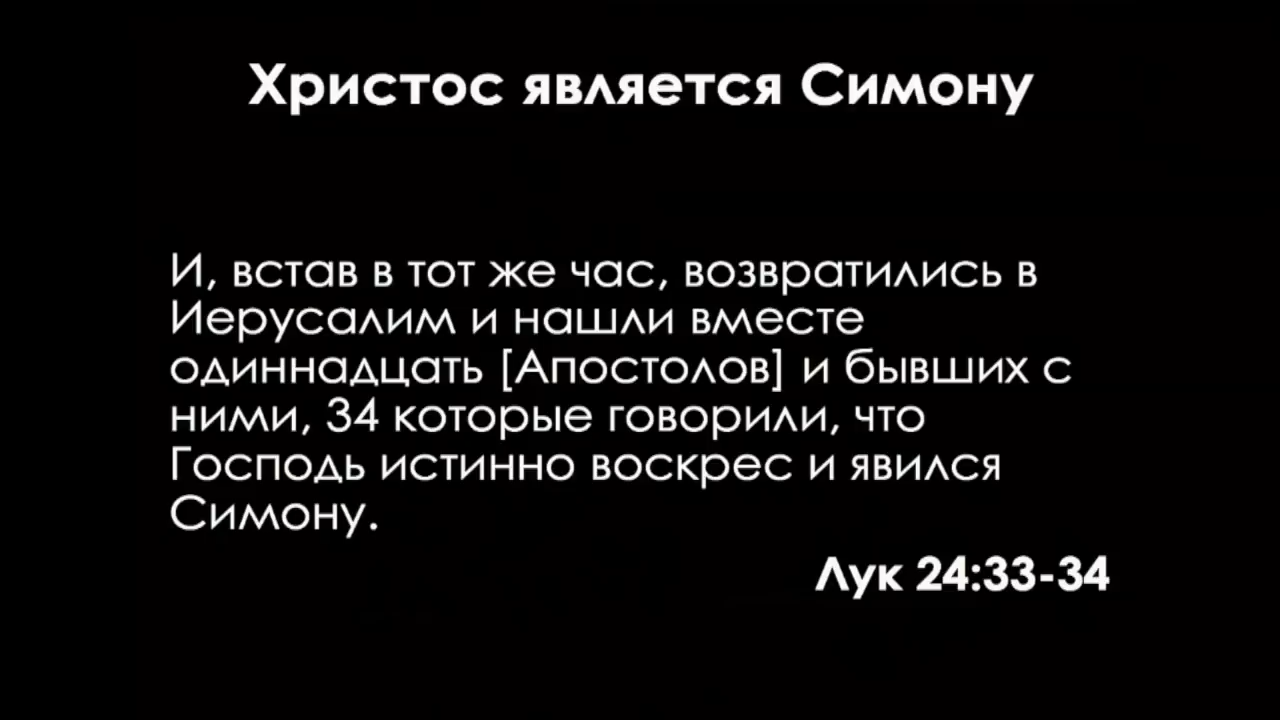 Христос является Симону
И, встав в тот же час, возвратились в
Иерусалим и нашли вместе
одиннадцать [Апостолов] и бывших с
ними, 34 которые говорили, что
Господь истинно воскрес и явился
Симону.
Лук 24:33-34